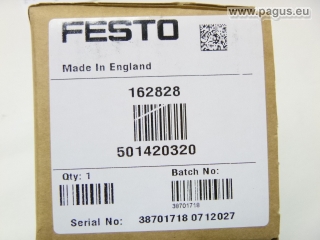 www.pagus.eu
FESTO
Made In England
162828
501420320
Qty: 1 Batch No:
38701718
Serial No: 38701718 0712027